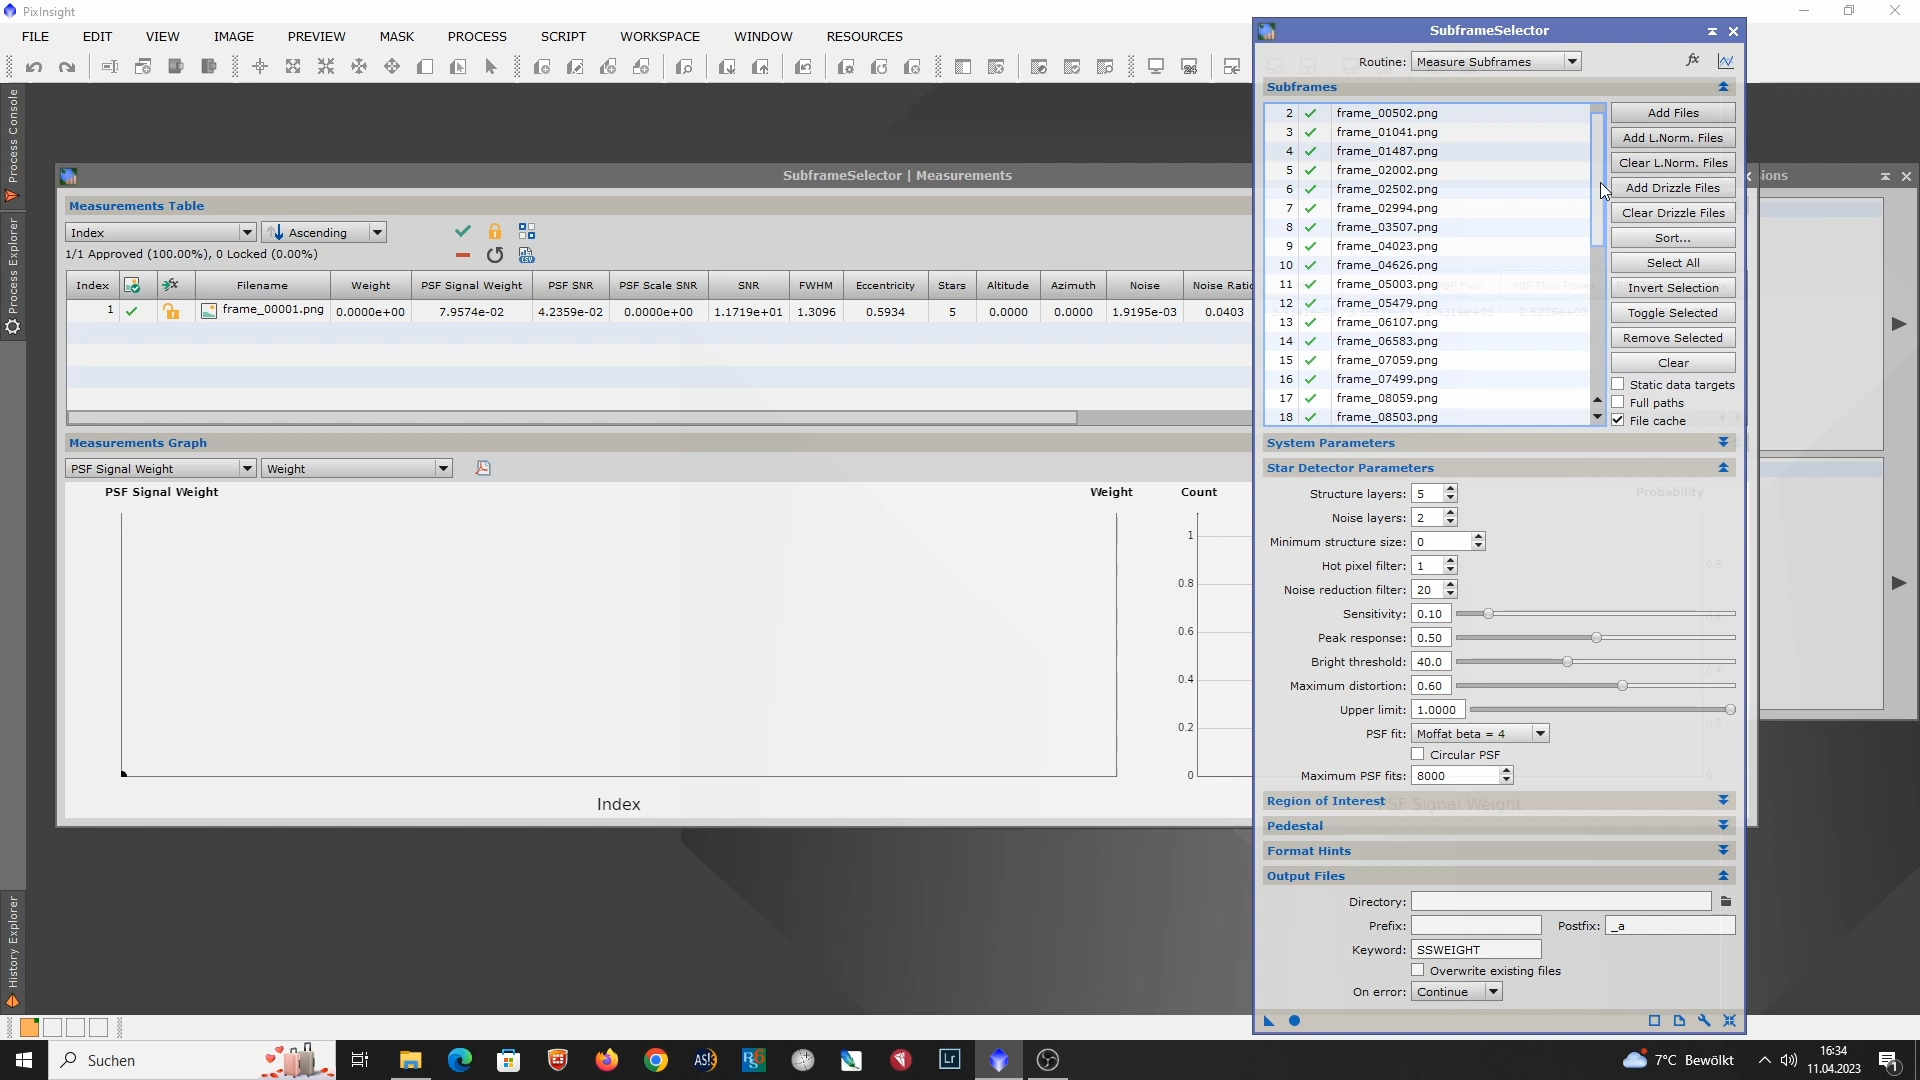 PixInsight
FILE EDIT VIEW IMAGE PREVIEW MASK PROCESS SCRIPT WORKSPACE WINDOW RESOURCES
Process Console
Process Explorer
History Explorer
SubframeSelector | Measurements
Measurements Table
Index Ascending
1/1 Approved (100.00%), 0 Locked (0.00%)
Index Filename Weight PSF Signal Weight PSF SNR PSF Scale SNR SNR FWHM Eccentricity Stars Altitude Azimuth Noise Noise Ratio
1 frame_00001.png 0.0000e+00 7.9574e-02 4.2359e-02 0.0000e+00 1.1719e+01 1.3096 0.5934 5 0.0000 0.0000 1.9195e-03 0.0403
Measurements Graph
PSF Signal Weight Weight
PSF Signal Weight Weight Count
1
0.8
0.6
0.4
0.2
0
Index
SubframeSelector
Routine: Measure Subframes
Subframes
2 frame_00502.png
3 frame_01041.png
4 frame_01487.png
5 frame_02002.png
6 frame_02502.png
7 frame_02994.png
8 frame_03507.png
9 frame_04023.png
10 frame_04626.png
11 frame_05003.png
12 frame_05479.png
13 frame_06107.png
14 frame_06583.png
15 frame_07059.png
16 frame_07499.png
17 frame_08059.png
18 frame_08503.png
Add Files
Add L.Norm. Files
Clear L.Norm. Files
Add Drizzle Files
Clear Drizzle Files
Sort...
Select All
Invert Selection
Toggle Selected
Remove Selected
Clear
Static data targets
Full paths
File cache
System Parameters
Star Detector Parameters
Structure layers: 5
Noise layers: 2
Minimum structure size: 0
Hot pixel filter: 1
Noise reduction filter: 20
Sensitivity: 0.10
Peak response: 0.50
Bright threshold: 40.0
Maximum distortion: 0.60
Upper limit: 1.0000
PSF fit: Moffat beta = 4
Circular PSF
Maximum PSF fits: 8000
Region of Interest
PSF Signal Weight
Probability
Pedestal
Format Hints
Output Files
Directory:
Prefix: Postfix: _a
Keyword: SSWEIGHT
Overwrite existing files
On error: Continue
Suchen
AS!3
Lr
7°C Bewölkt
16:34
11.04.2023
1